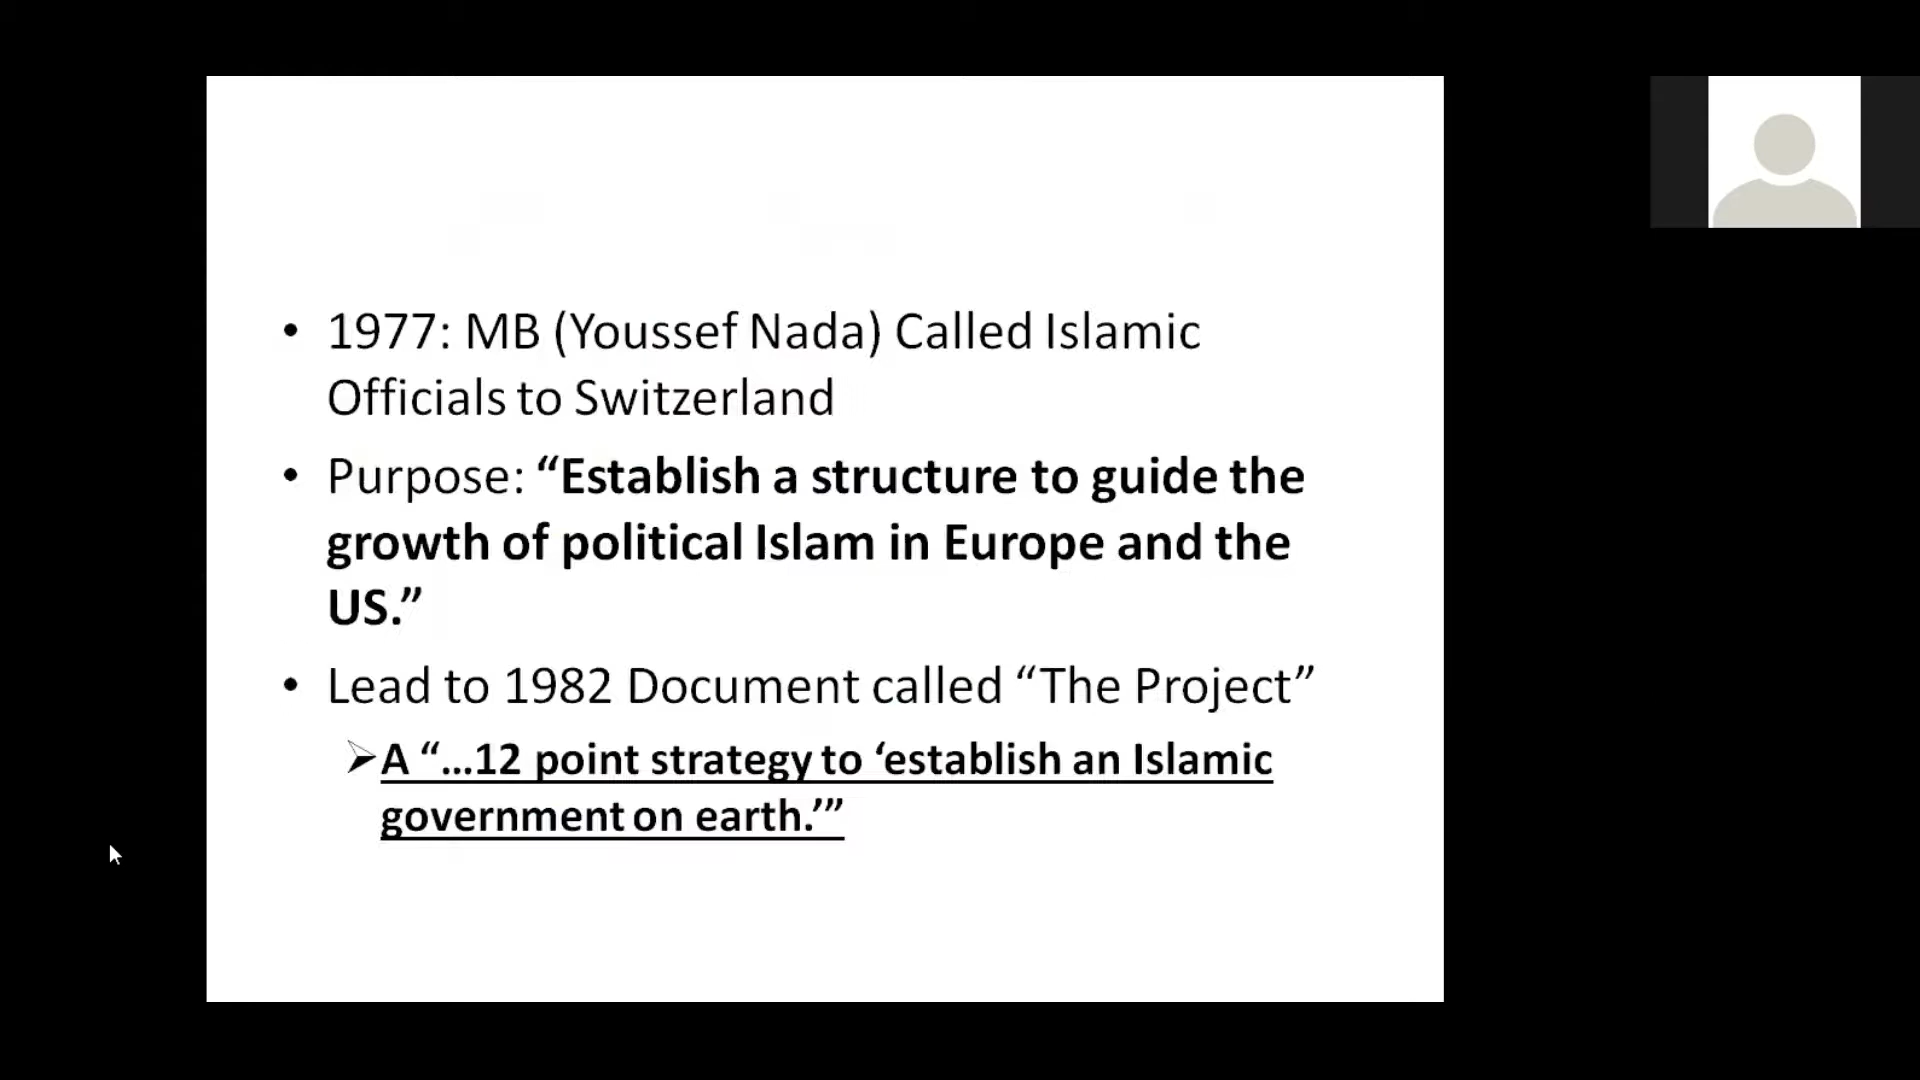 • 1977: MB (Youssef Nada) Called Islamic
Officials to Switzerland
• Purpose: “Establish a structure to guide the
growth of political Islam in Europe and the
US.”
• Lead to 1982 Document called “The Project”
➢A “…12 point strategy to ‘establish an Islamic
government on earth.’”